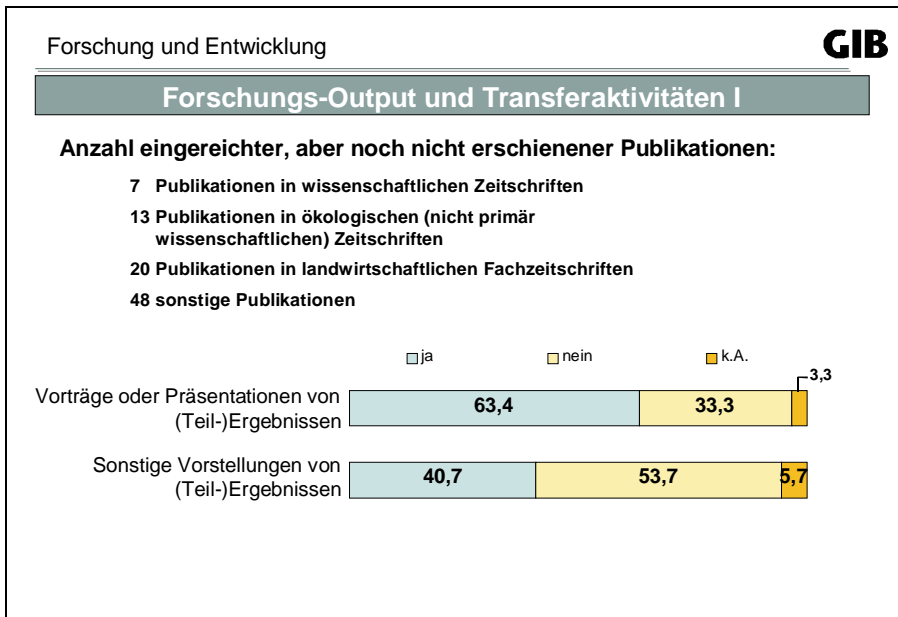 Forschung und Entwicklung
GIB
Forschungs-Output und Transferaktivitäten I
Anzahl eingereichter, aber noch nicht erschienener Publikationen:
7 Publikationen in wissenschaftlichen Zeitschriften
13 Publikationen in ökologischen (nicht primär
wissenschaftlichen) Zeitschriften
20 Publikationen in landwirtschaftlichen Fachzeitschriften
48 sonstige Publikationen
ja nein k.A.
3,3
Vorträge oder Präsentationen von
(Teil-)Ergebnissen
63,4 33,3
Sonstige Vorstellungen von
(Teil-)Ergebnissen
40,7 53,7 5,7